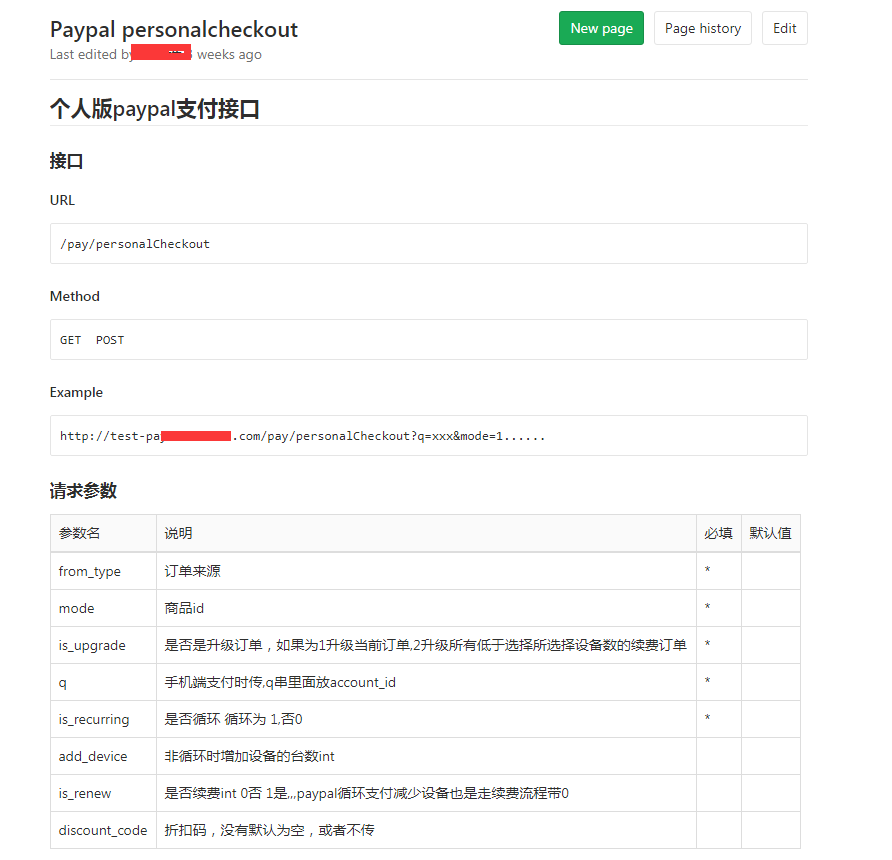 Paypal personalcheckout
New page
Page history
Edit
Last edited by weeks ago
个人版paypal支付接口
接口
URL
/pay/personalCheckout
Method
GET  POST
Example
http://test-pa .com/pay/personalCheckout?q=xxx&mode=1......
请求参数
参数名 说明 必填 默认值
from_type 订单来源 *
mode 商品id *
is_upgrade 是否是升级订单，如果为1升级当前订单,2升级所有低于选择所选择设备数的续费订单 *
q 手机端支付时传,q串里面放account_id *
is_recurring 是否循环 循环为 1,否0 *
add_device 非循环时增加设备的台数int
is_renew 是否续费int 0否 1是,,,paypal循环支付减少设备也是走续费流程带0
discount_code 折扣码，没有默认为空，或者不传